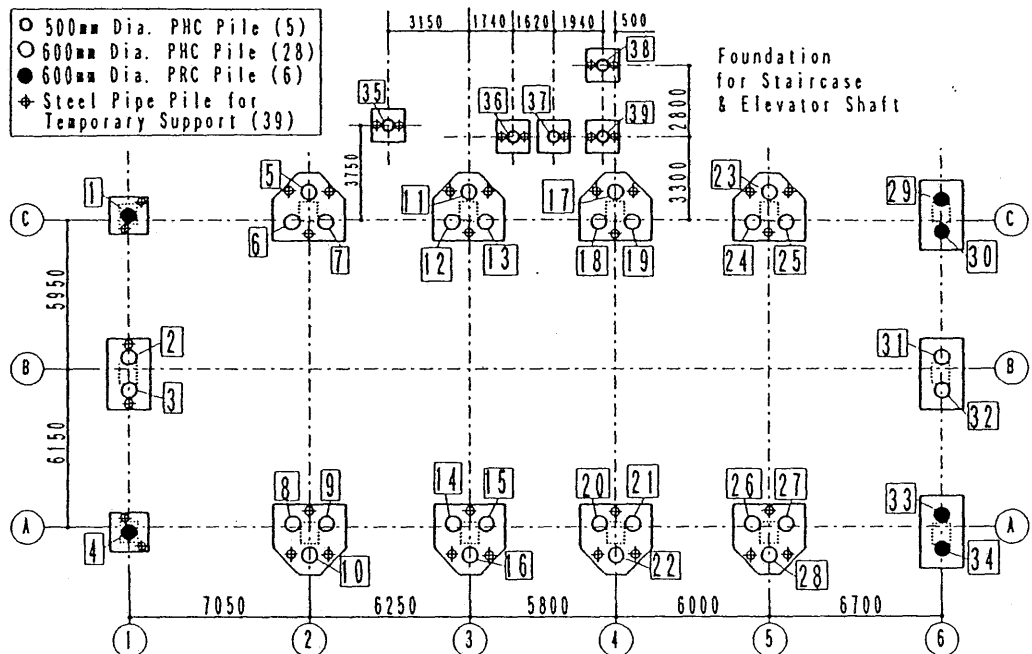 500mm Dia. PHC Pile (5)
600mm Dia. PHC Pile (28)
600mm Dia. PRC Pile (6)
Steel Pipe Pile for
Temporary Support (39)
3150 1740 1620 1940 500
Foundation
for Staircase
& Elevator Shaft
38
35 36 37 39
2800
3750
3300
1 5 11 17 23 29
C C
6 7 12 13 18 19 24 25 30
5950
2 31
B B
3 32
6150
8 9 14 15 20 21 26 27 33
A A
4 10 16 22 28 34
7050 6250 5800 6000 6700
1 2 3 4 5 6